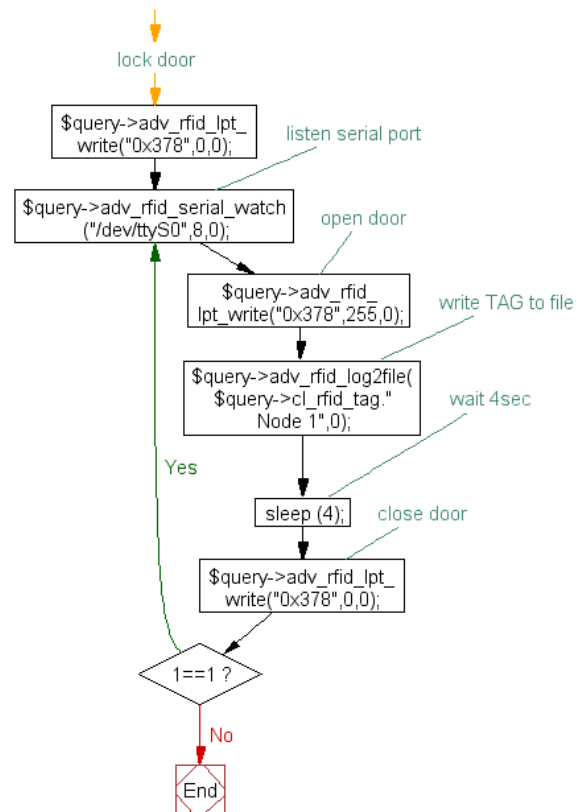 lock door
$query->adv_rfid_lpt_
write("0x378",0,0);
listen serial port
$query->adv_rfid_serial_watch
("/dev/ttyS0",8,0);
open door
$query->adv_rfid_
lpt_write("0x378",255,0);
write TAG to file
$query->adv_rfid_log2file(
$query->cl_rfid_tag."
Node 1",0);
wait 4sec
Yes
sleep (4);
close door
$query->adv_rfid_lpt_
write("0x378",0,0);
1==1 ?
No
End